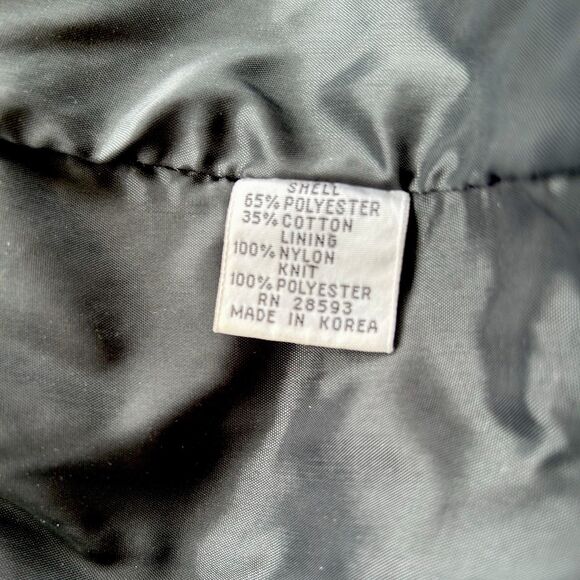 SHELL
65% POLYESTER
35% COTTON
LINING
100% NYLON
KNIT
100% POLYESTER
RN 28593
MADE IN KOREA